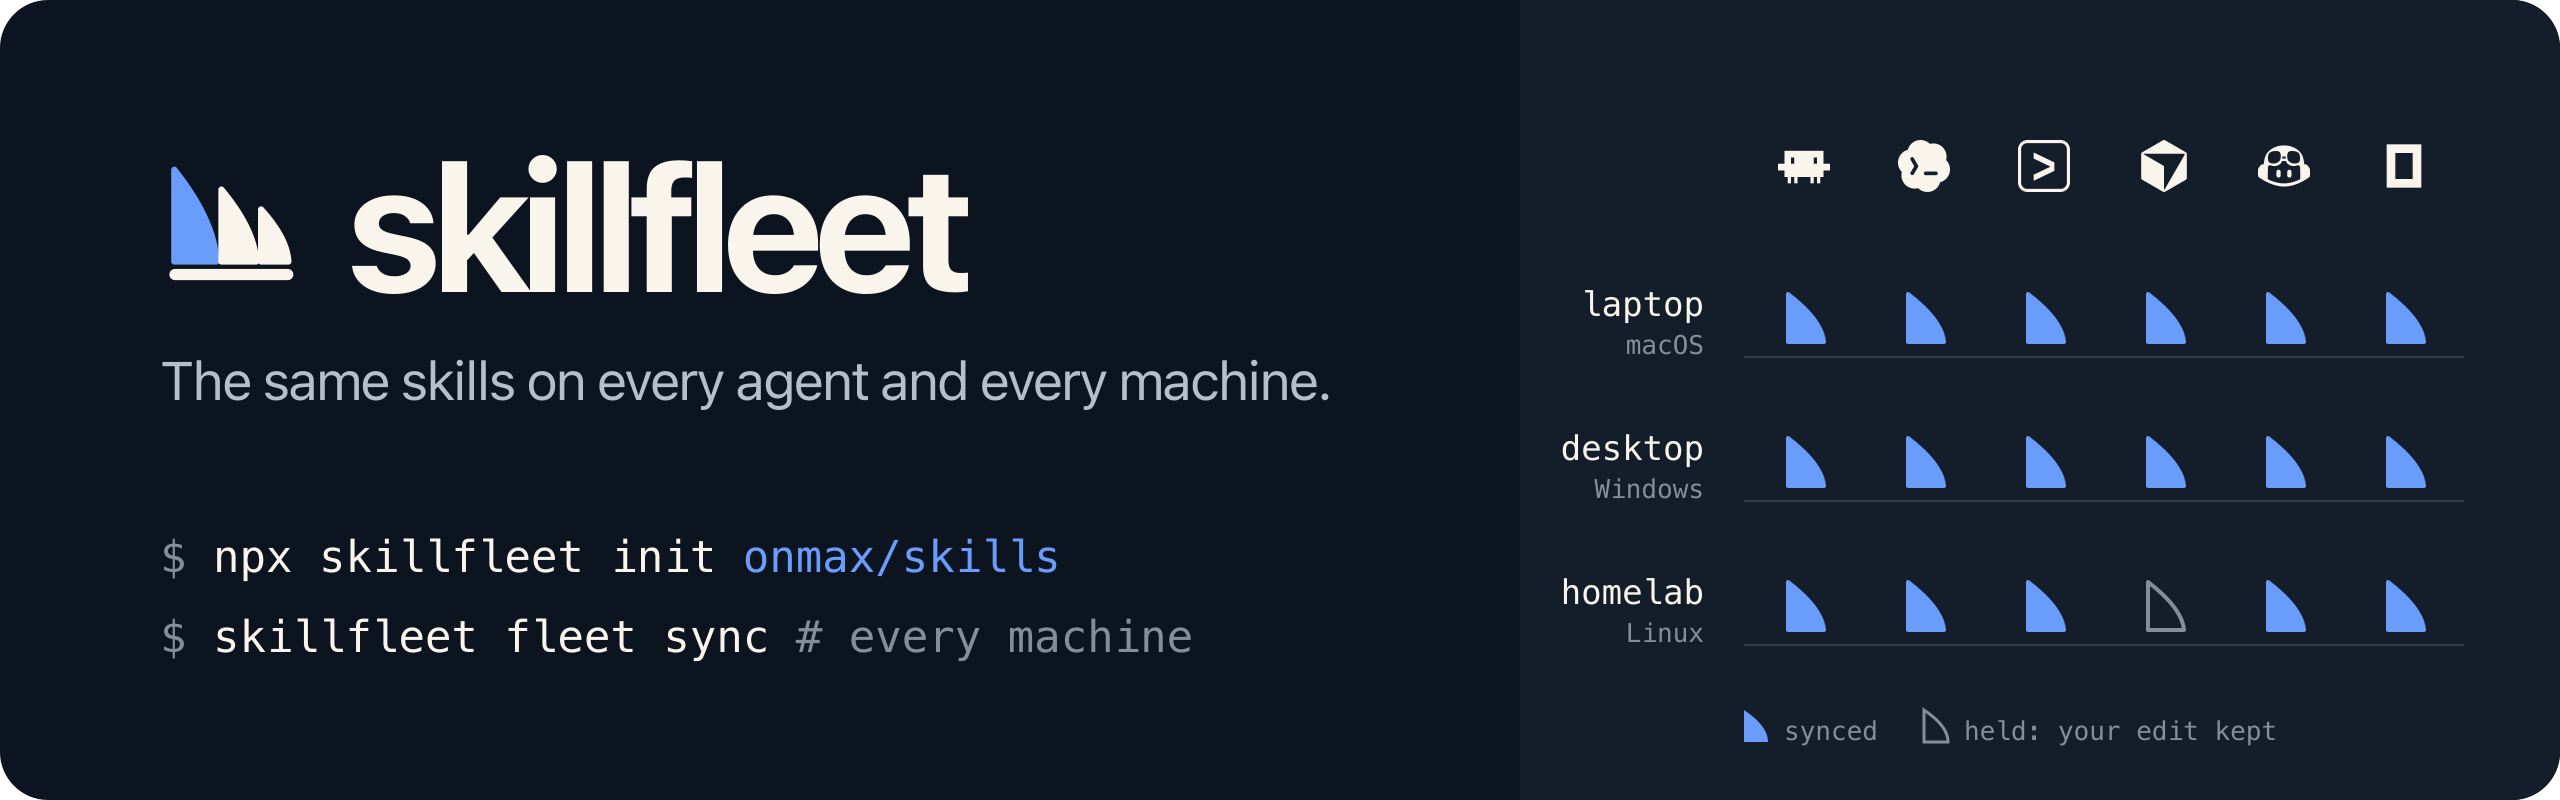 skillfleet
The same skills on every agent and every machine.
$ npx skillfleet init onmax/skills
$ skillfleet fleet sync # every machine
laptop
macOS
desktop
Windows
homelab
Linux
synced
held: your edit kept